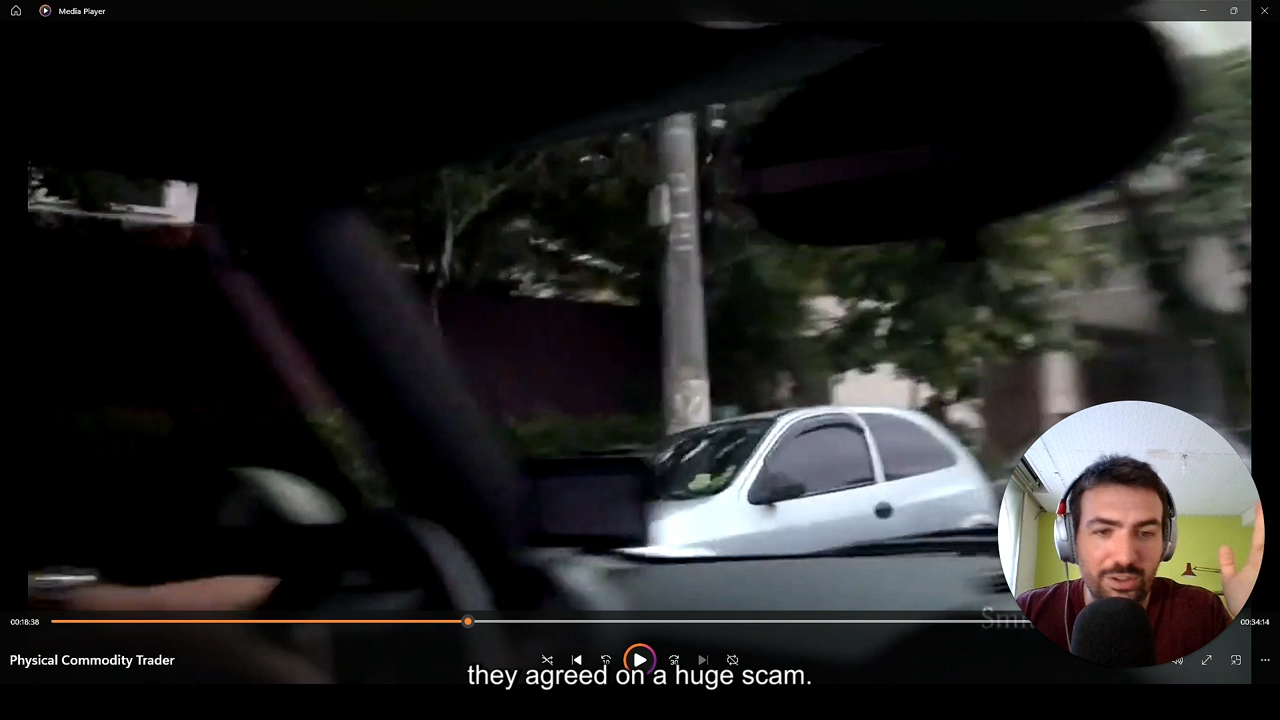 Media Player
00:18:38
00:34:14
Physical Commodity Trader
they agreed on a huge scam.